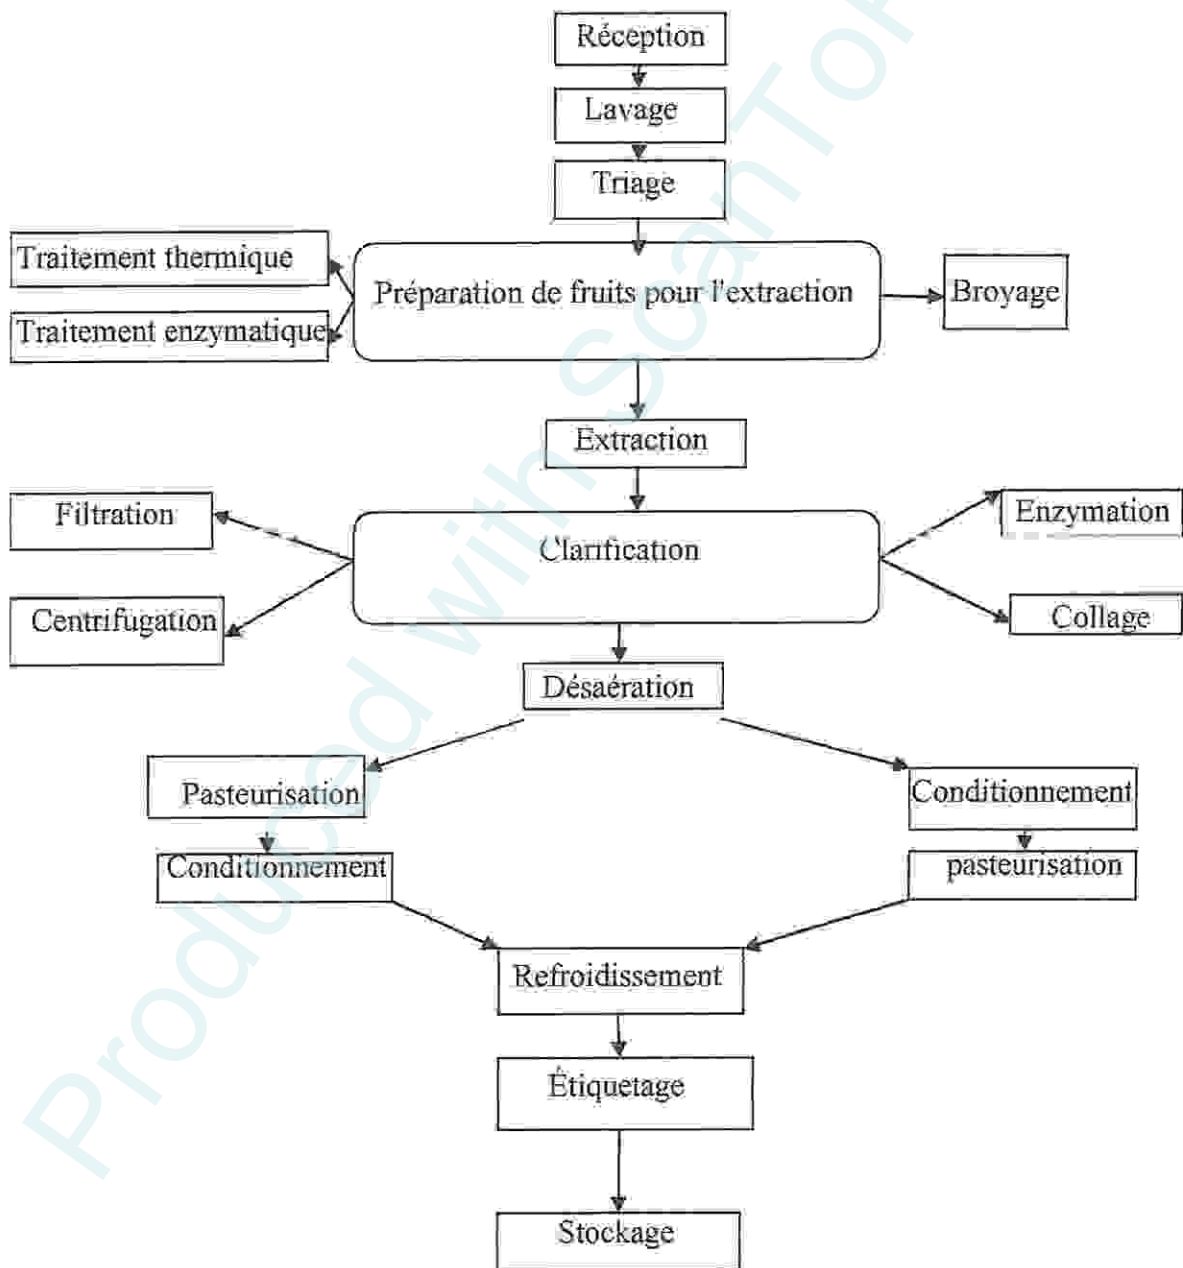 Réception
Lavage
Triage
Traitement thermique
Préparation de fruits pour l'extraction
Broyage
Traitement enzymatique
Extraction
Filtration
Clarification
Enzymation
Centrifugation
Collage
Désaération
Pasteurisation
Conditionnement
Conditionnement
pasteurisation
Refroidissement
Étiquetage
Stockage
Produced with ScanTo